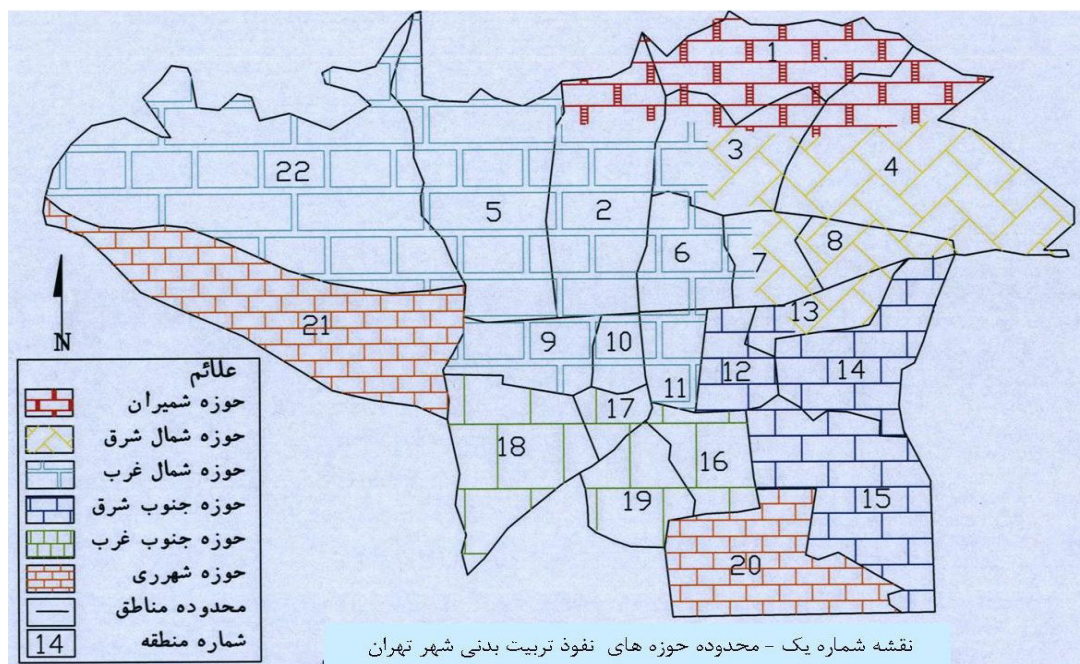 1
3
4
22
5
2
6
8
7
21
13
9
10
12
14
11
17
18
16
19
15
20
N
علائم
حوزه شمیران
حوزه شمال شرق
حوزه شمال غرب
حوزه جنوب شرق
حوزه جنوب غرب
حوزه شهرری
محدوده مناطق
14 شماره منطقه
نقشه شماره یک - محدوده حوزه های نفوذ تربیت بدنی شهر تهران